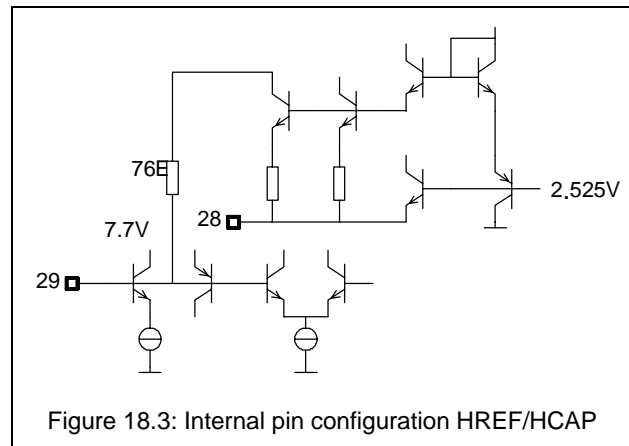 76E
2.525V
28
7.7V
29
Figure 18.3: Internal pin configuration HREF/HCAP